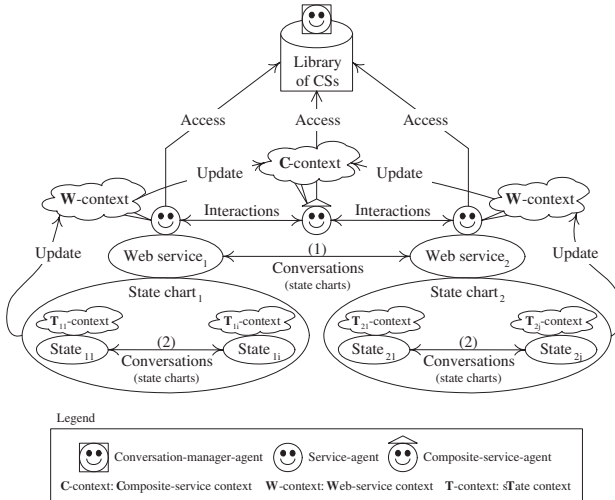 Library
of CSs
Access
Access
Access
Update
C-context
Update
W-context
W-context
Interactions
Interactions
Update
Update
Web service1
(1)
Web service2
Conversations
(state charts)
State chart1
State chart2
T11-context
T1i-context
T21-context
T2j-context
State11
(2)
State1i
State21
(2)
State2j
Conversations
(state charts)
Conversations
(state charts)
Legend
Conversation-manager-agent
Service-agent
Composite-service-agent
C-context: Composite-service context
W-context: Web-service context
T-context: sTate context